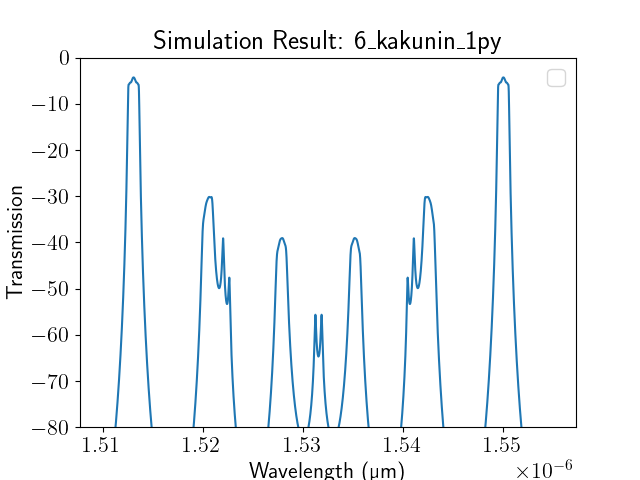 Simulation Result: 6_kakunin_1py
0
−10
−20
−30
−40
−50
−60
−70
−80
Transmission
1.51 1.52 1.53 1.54 1.55
Wavelength (μm)
×10⁻⁶